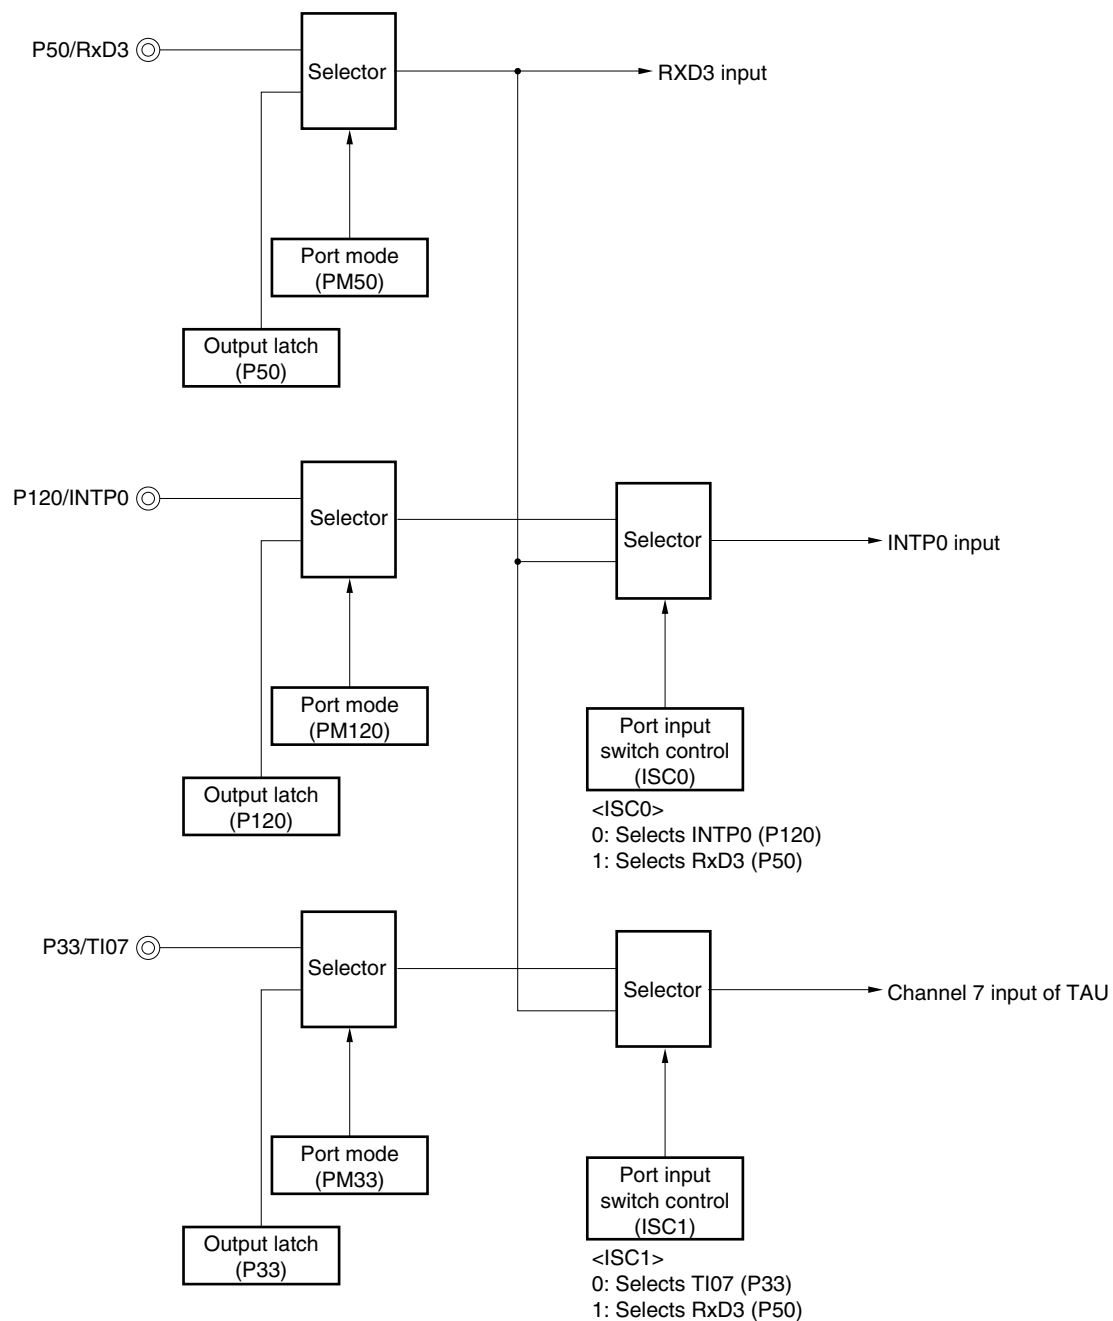 P50/RxD3
Selector
RXD3 input
Port mode
(PM50)
Output latch
(P50)
P120/INTP0
Selector
Selector
INTP0 input
Port mode
(PM120)
Output latch
(P120)
Port input
switch control
(ISC0)
<ISC0>
0: Selects INTP0 (P120)
1: Selects RxD3 (P50)
P33/TI07
Selector
Selector
Channel 7 input of TAU
Port mode
(PM33)
Output latch
(P33)
Port input
switch control
(ISC1)
<ISC1>
0: Selects TI07 (P33)
1: Selects RxD3 (P50)